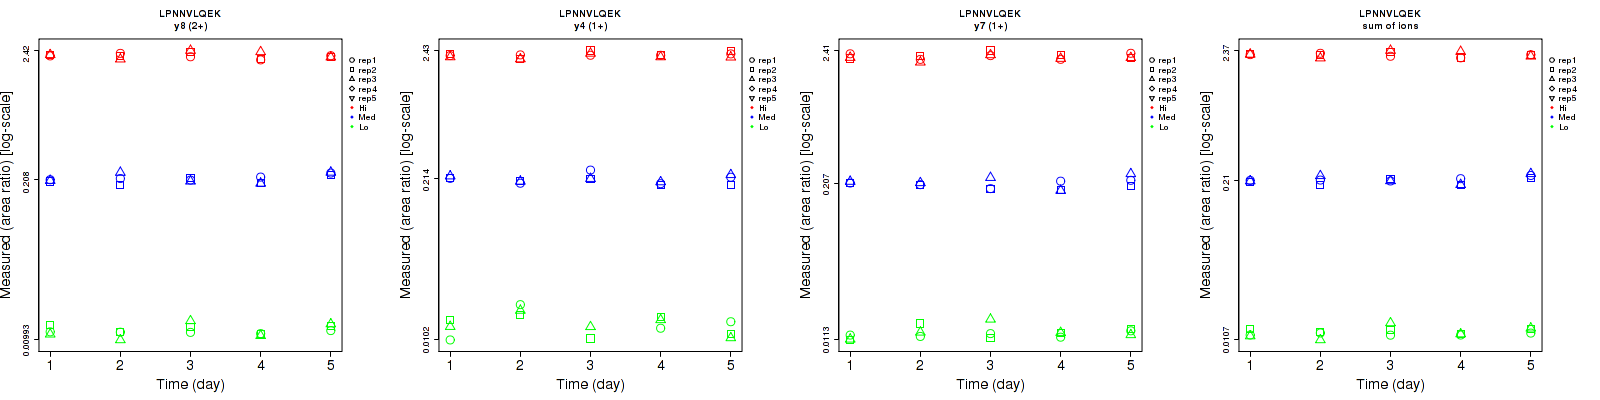 LPNNVLQEK
y8 (2+)
Measured (area ratio) [log-scale]
2.42
0.208
0.00993
1 2 3 4 5
Time (day)
rep1
rep2
rep3
rep4
rep5
Hi
Med
Lo
LPNNVLQEK
y4 (1+)
Measured (area ratio) [log-scale]
2.43
0.214
0.0102
1 2 3 4 5
Time (day)
rep1
rep2
rep3
rep4
rep5
Hi
Med
Lo
LPNNVLQEK
y7 (1+)
Measured (area ratio) [log-scale]
2.41
0.207
0.0113
1 2 3 4 5
Time (day)
rep1
rep2
rep3
rep4
rep5
Hi
Med
Lo
LPNNVLQEK
sum of ions
Measured (area ratio) [log-scale]
2.37
0.21
0.0107
1 2 3 4 5
Time (day)
rep1
rep2
rep3
rep4
rep5
Hi
Med
Lo